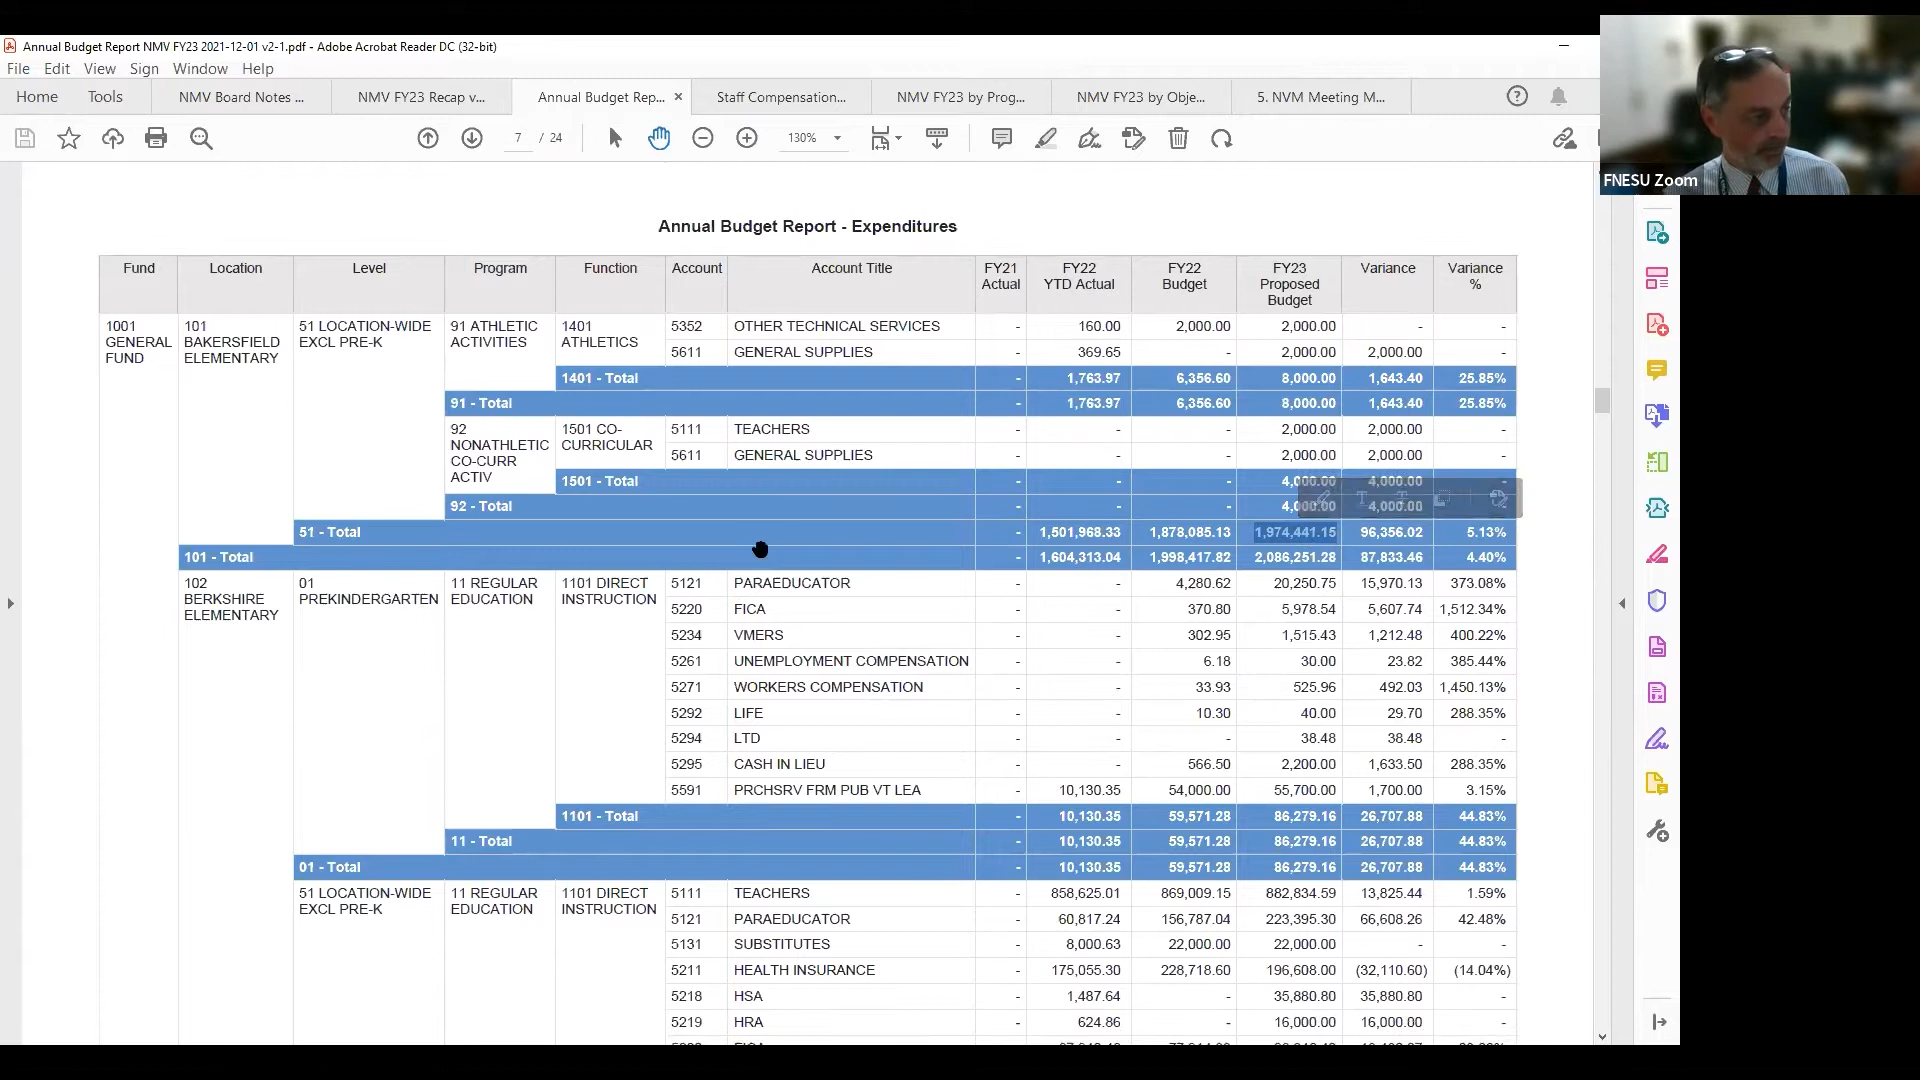 Annual Budget Report NMV FY23 2021-12-01 v2-1.pdf - Adobe Acrobat Reader DC (32-bit)
File Edit View Sign Window Help
Home Tools NMV Board Notes ... NMV FY23 Recap v... Annual Budget Rep... × Staff Compensation... NMV FY23 by Prog... NMV FY23 by Obje... 5. NVM Meeting M...
7 / 24 130%
FNESU Zoom
Annual Budget Report - Expenditures
Fund Location Level Program Function Account Account Title FY21 Actual FY22 YTD Actual FY22 Budget FY23 Proposed Budget Variance Variance %
1001 GENERAL FUND 101 BAKERSFIELD ELEMENTARY 51 LOCATION-WIDE EXCL PRE-K 91 ATHLETIC ACTIVITIES 1401 ATHLETICS 5352 OTHER TECHNICAL SERVICES - 160.00 2,000.00 2,000.00 - -
5611 GENERAL SUPPLIES - 369.65 - 2,000.00 2,000.00 -
1401 - Total - 1,763.97 6,356.60 8,000.00 1,643.40 25.85%
91 - Total - 1,763.97 6,356.60 8,000.00 1,643.40 25.85%
92 NONATHLETIC CO-CURR ACTIV 1501 CO-CURRICULAR 5111 TEACHERS - - - 2,000.00 2,000.00 -
5611 GENERAL SUPPLIES - - - 2,000.00 2,000.00 -
1501 - Total - - - 4,000.00 4,000.00 -
92 - Total - - - 4,000.00 4,000.00 -
51 - Total - 1,501,968.33 1,878,085.13 1,974,441.15 96,356.02 5.13%
101 - Total - 1,604,313.04 1,998,417.82 2,086,251.28 87,833.46 4.40%
102 BERKSHIRE ELEMENTARY 01 PREKINDERGARTEN 11 REGULAR EDUCATION 1101 DIRECT INSTRUCTION 5121 PARAEDUCATOR - - 4,280.62 20,250.75 15,970.13 373.08%
5220 FICA - - 370.80 5,978.54 5,607.74 1,512.34%
5234 VMERS - - 302.95 1,515.43 1,212.48 400.22%
5261 UNEMPLOYMENT COMPENSATION - - 6.18 30.00 23.82 385.44%
5271 WORKERS COMPENSATION - - 33.93 525.96 492.03 1,450.13%
5292 LIFE - - 10.30 40.00 29.70 288.35%
5294 LTD - - - 38.48 38.48 -
5295 CASH IN LIEU - - 566.50 2,200.00 1,633.50 288.35%
5591 PRCHSRV FRM PUB VT LEA - 10,130.35 54,000.00 55,700.00 1,700.00 3.15%
1101 - Total - 10,130.35 59,571.28 86,279.16 26,707.88 44.83%
11 - Total - 10,130.35 59,571.28 86,279.16 26,707.88 44.83%
01 - Total - 10,130.35 59,571.28 86,279.16 26,707.88 44.83%
51 LOCATION-WIDE EXCL PRE-K 11 REGULAR EDUCATION 1101 DIRECT INSTRUCTION 5111 TEACHERS - 858,625.01 869,009.15 882,834.59 13,825.44 1.59%
5121 PARAEDUCATOR - 60,817.24 156,787.04 223,395.30 66,608.26 42.48%
5131 SUBSTITUTES - 8,000.63 22,000.00 22,000.00 - -
5211 HEALTH INSURANCE - 175,055.30 228,718.60 196,608.00 (32,110.60) (14.04%)
5218 HSA - 1,487.64 - 35,880.80 35,880.80 -
5219 HRA - 624.86 - 16,000.00 16,000.00 -